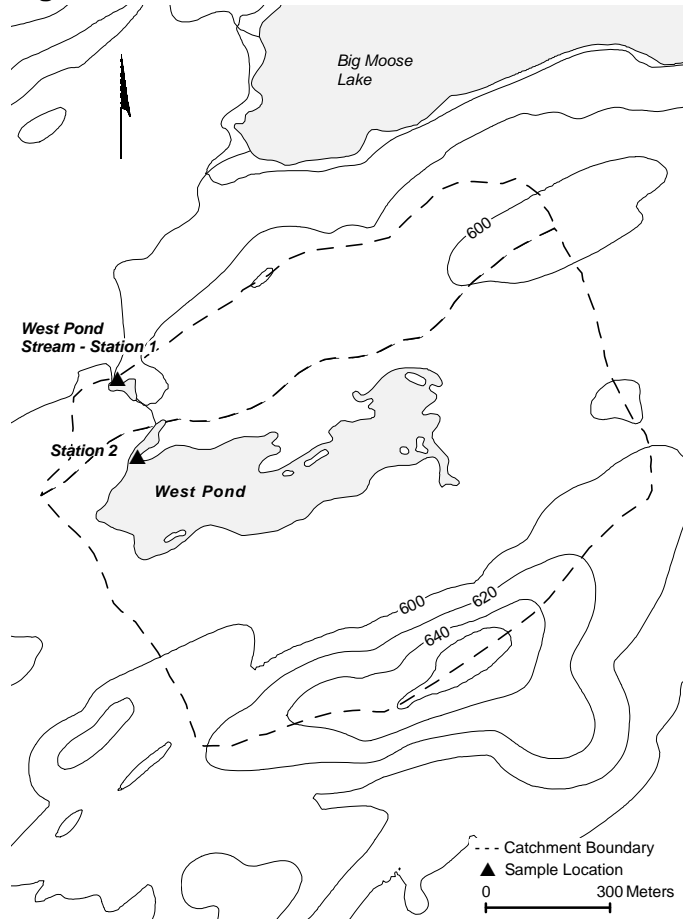 Big Moose
Lake
600
West Pond
Stream - Station 1
Station 2
West Pond
600
620
640
Catchment Boundary
Sample Location
0 300 Meters